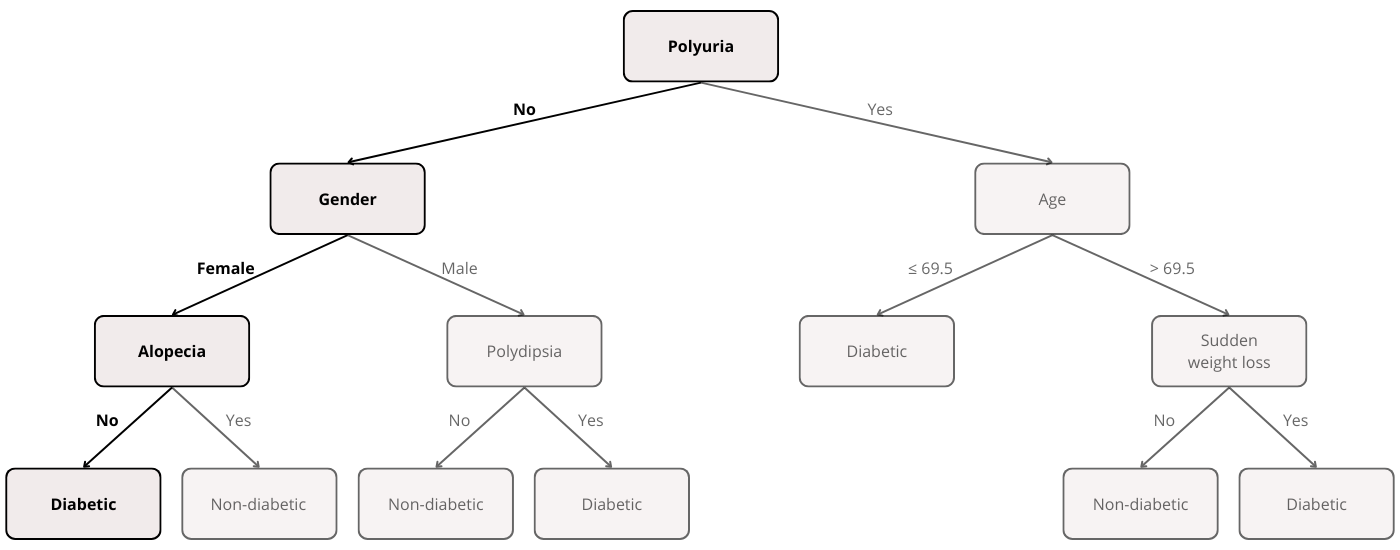 Polyuria
No
Yes
Gender
Age
Female
Male
≤ 69.5
> 69.5
Alopecia
Polydipsia
Diabetic
Sudden
weight loss
No
Yes
No
Yes
No
Yes
Diabetic
Non-diabetic
Non-diabetic
Diabetic
Non-diabetic
Diabetic